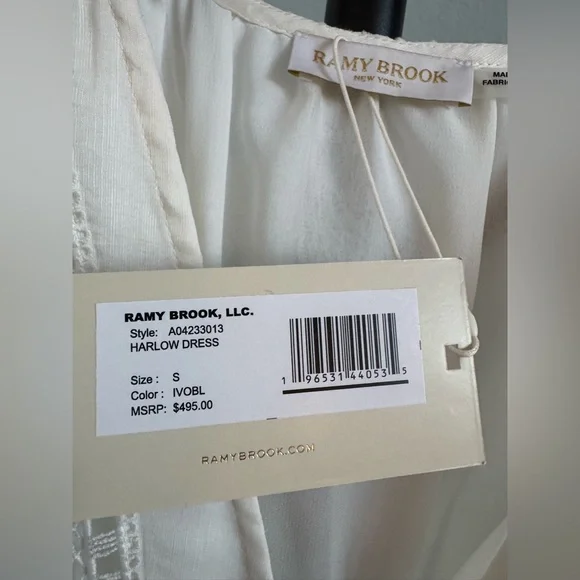 RAMY BROOK
NEW YORK
RAMY BROOK, LLC.
Style: A04233013
HARLOW DRESS
Size : S
Color : IVOBL
MSRP: $495.00
1 96531 44053 5
RAMYBROOK.COM